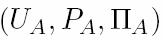 (U_A, P_A, Π_A)